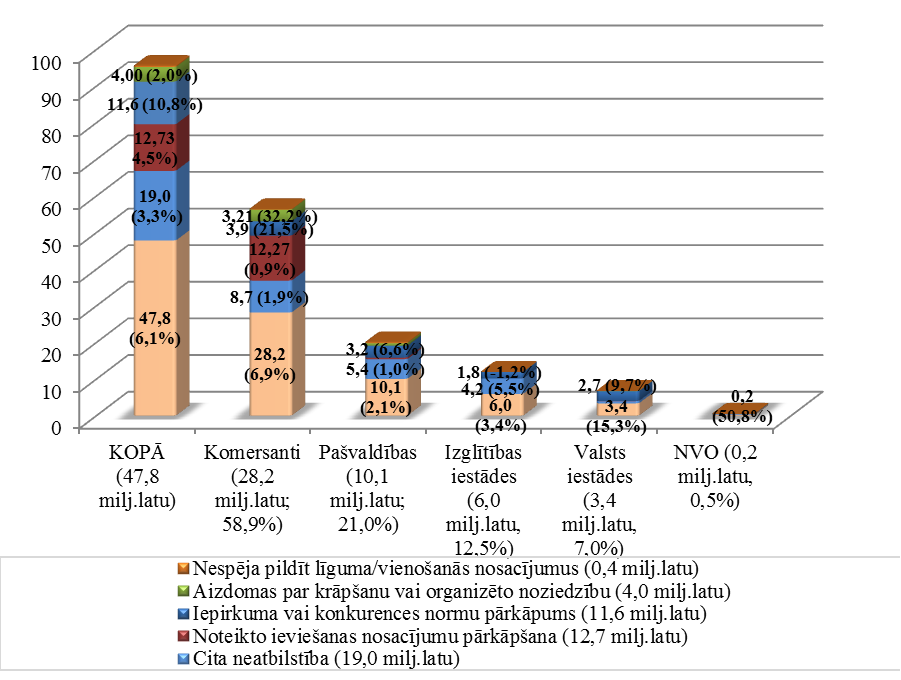 100
90
80
70
60
50
40
30
20
10
0
4,00 (2,0%)
11,6 (10,8%)
12,73
4,5%)
19,0
(3,3%)
47,8
(6,1%)
3,21 (32,2%)
3,9 (21,5%)
12,27
(0,9%)
8,7 (1,9%)
28,2
(6,9%)
3,2 (6,6%)
5,4 (1,0%)
10,1
(2,1%)
1,8 (-1,2%)
4,2 (5,5%)
6,0
(3,4%)
2,7 (9,7%)
3,4
(15,3%)
0,2
(50,8%)
KOPĀ
(47,8
milj.latu)
Komersanti
(28,2
milj.latu;
58,9%)
Pašvaldības
(10,1
milj.latu;
21,0%)
Izglītības
iestādes
(6,0
milj.latu,
12,5%)
Valsts
iestādes
(3,4
milj.latu,
7,0%)
NVO (0,2
milj.latu,
0,5%)
Nespēja pildīt līguma/vienošanās nosacījumus (0,4 milj.latu)
Aizdomas par krāpšanu vai organizēto noziedzību (4,0 milj.latu)
Iepirkuma vai konkurences normu pārkāpums (11,6 milj.latu)
Noteikto ieviešanas nosacījumu pārkāpšana (12,7 milj.latu)
Cita neatbilstība (19,0 milj.latu)